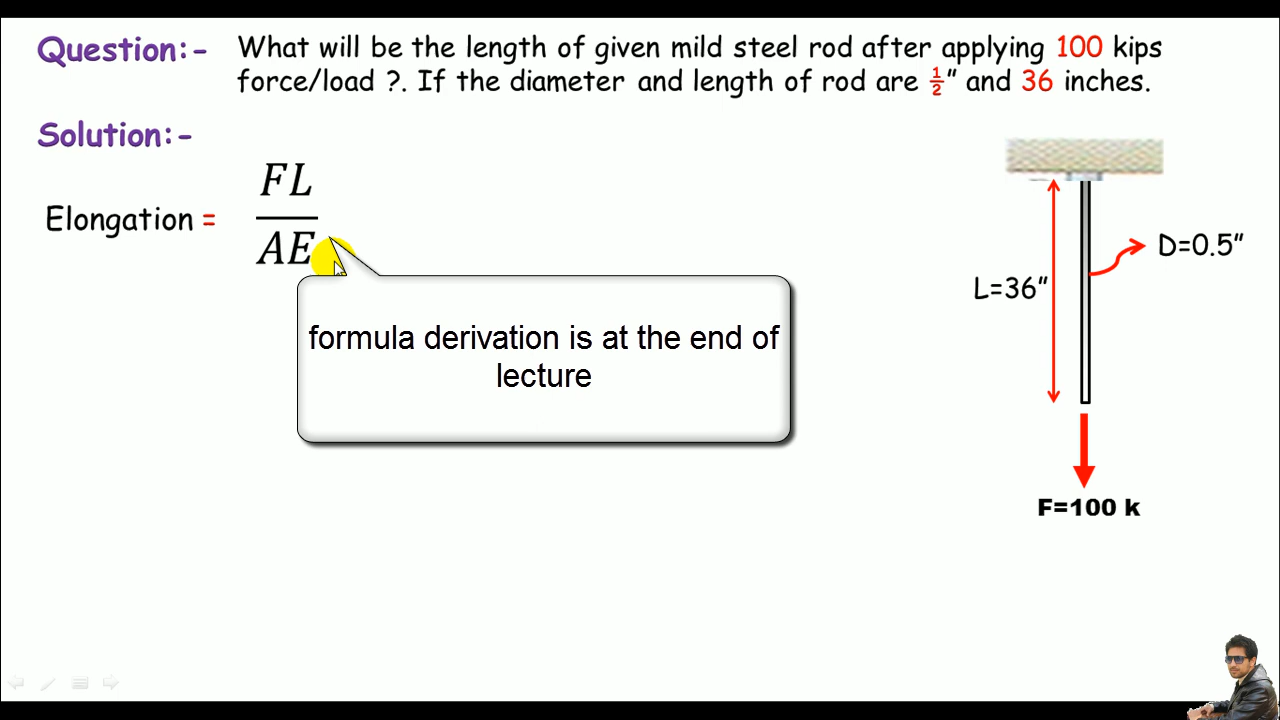 Question:- What will be the length of given mild steel rod after applying 100 kips
force/load ?. If the diameter and length of rod are ½″ and 36 inches.
Solution:-
Elongation = FL/AE
formula derivation is at the end of
lecture
D=0.5″
L=36″
F=100 k